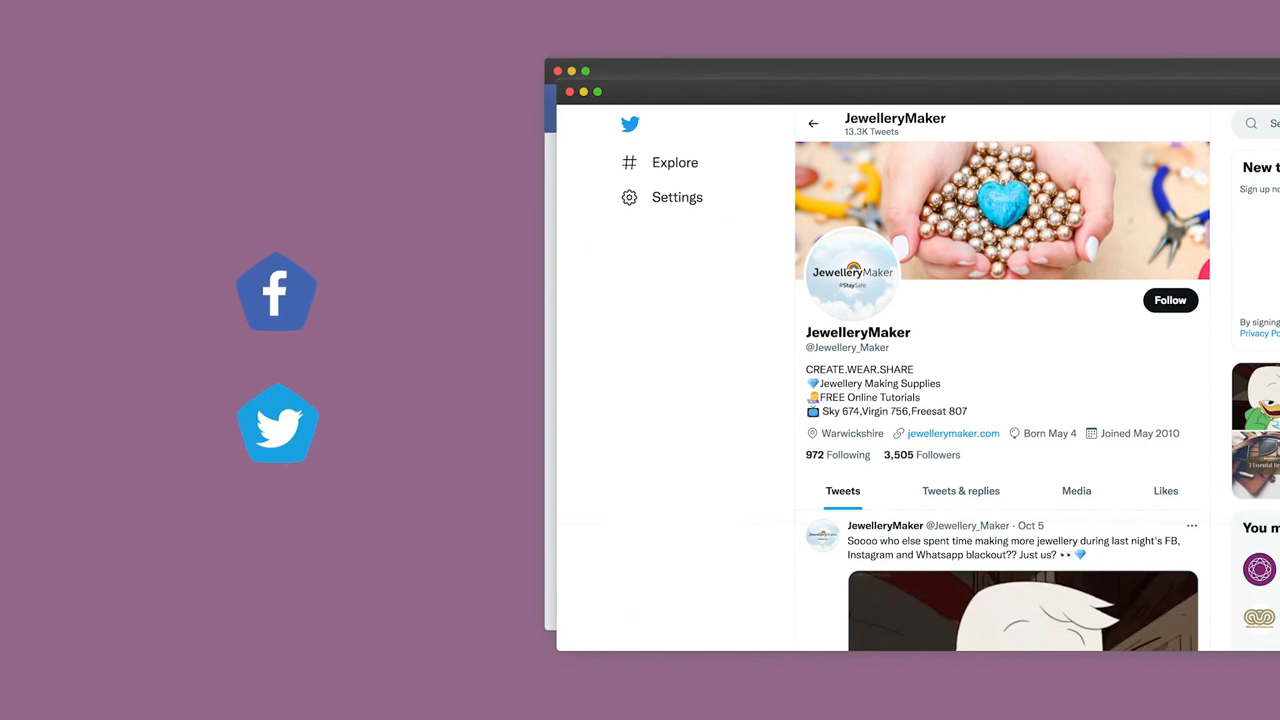 JewelleryMaker
13.3K Tweets
Explore
Settings
JewelleryMaker
#StaySafe
Follow
JewelleryMaker
@Jewellery_Maker
CREATE.WEAR.SHARE
💎Jewellery Making Supplies
FREE Online Tutorials
📺 Sky 674,Virgin 756,Freesat 807
Warwickshire jewellerymaker.com Born May 4 Joined May 2010
972 Following 3,505 Followers
Tweets Tweets & replies Media Likes
JewelleryMaker @Jewellery_Maker · Oct 5 ···
Soooo who else spent time making more jewellery during last night's FB,
Instagram and Whatsapp blackout?? Just us? 👀 💎
Se
New t
Sign up no
By signing
Privacy Po
You m